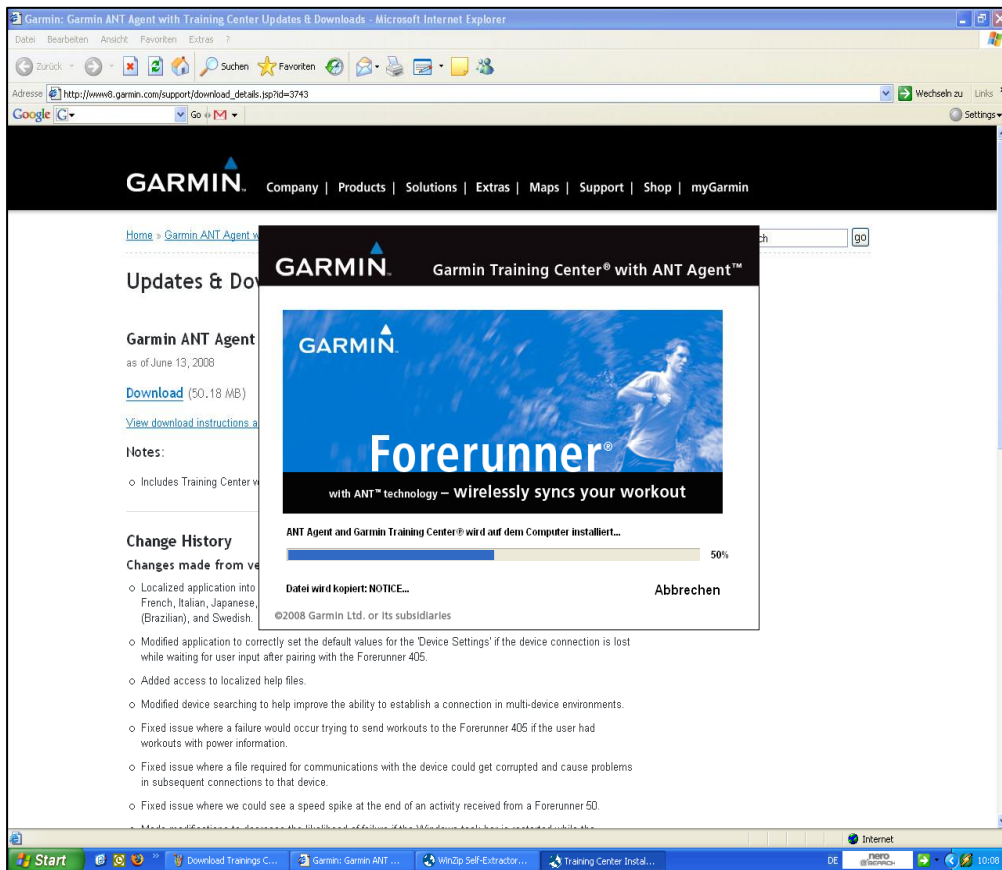 Garmin: Garmin ANT Agent with Training Center Updates & Downloads - Microsoft Internet Explorer
Datei Bearbeiten Ansicht Favoriten Extras ?
Zurück Suchen Favoriten
Adresse http://www8.garmin.com/support/download_details.jsp?id=3743 Wechseln zu Links
Google G Go Settings
GARMIN. Company | Products | Solutions | Extras | Maps | Support | Shop | myGarmin
Home » Garmin ANT Agent go
Updates &
Garmin ANT Agent
as of June 13, 2008
Download (50.18 MB)
View download instructions
Notes:
Includes Training Center
Change History
Changes made from
Localized application into
French, Italian, Japanese,
(Brazilian), and Swedish.
GARMIN. Garmin Training Center® with ANT Agent™
GARMIN.
Forerunner®
with ANT™ technology – wirelessly syncs your workout
ANT Agent and Garmin Training Center® wird auf dem Computer installiert...
50%
Datei wird kopiert: NOTICE... Abbrechen
©2008 Garmin Ltd. or its subsidiaries
Modified application to correctly set the default values for the 'Device Settings' if the device connection is lost
while waiting for user input after pairing with the Forerunner 405.
Added access to localized help files.
Modified device searching to help improve the ability to establish a connection in multi-device environments.
Fixed issue where a failure would occur trying to send workouts to the Forerunner 405 if the user had
workouts with power information.
Fixed issue where a file required for communications with the device could get corrupted and cause problems
in subsequent connections to that device.
Fixed issue where we could see a speed spike at the end of an activity received from a Forerunner 50.
Internet
Start Download Trainings C... Garmin: Garmin ANT ... WinZip Self-Extractor... Training Center Instal... DE nero SEARCH 10:08